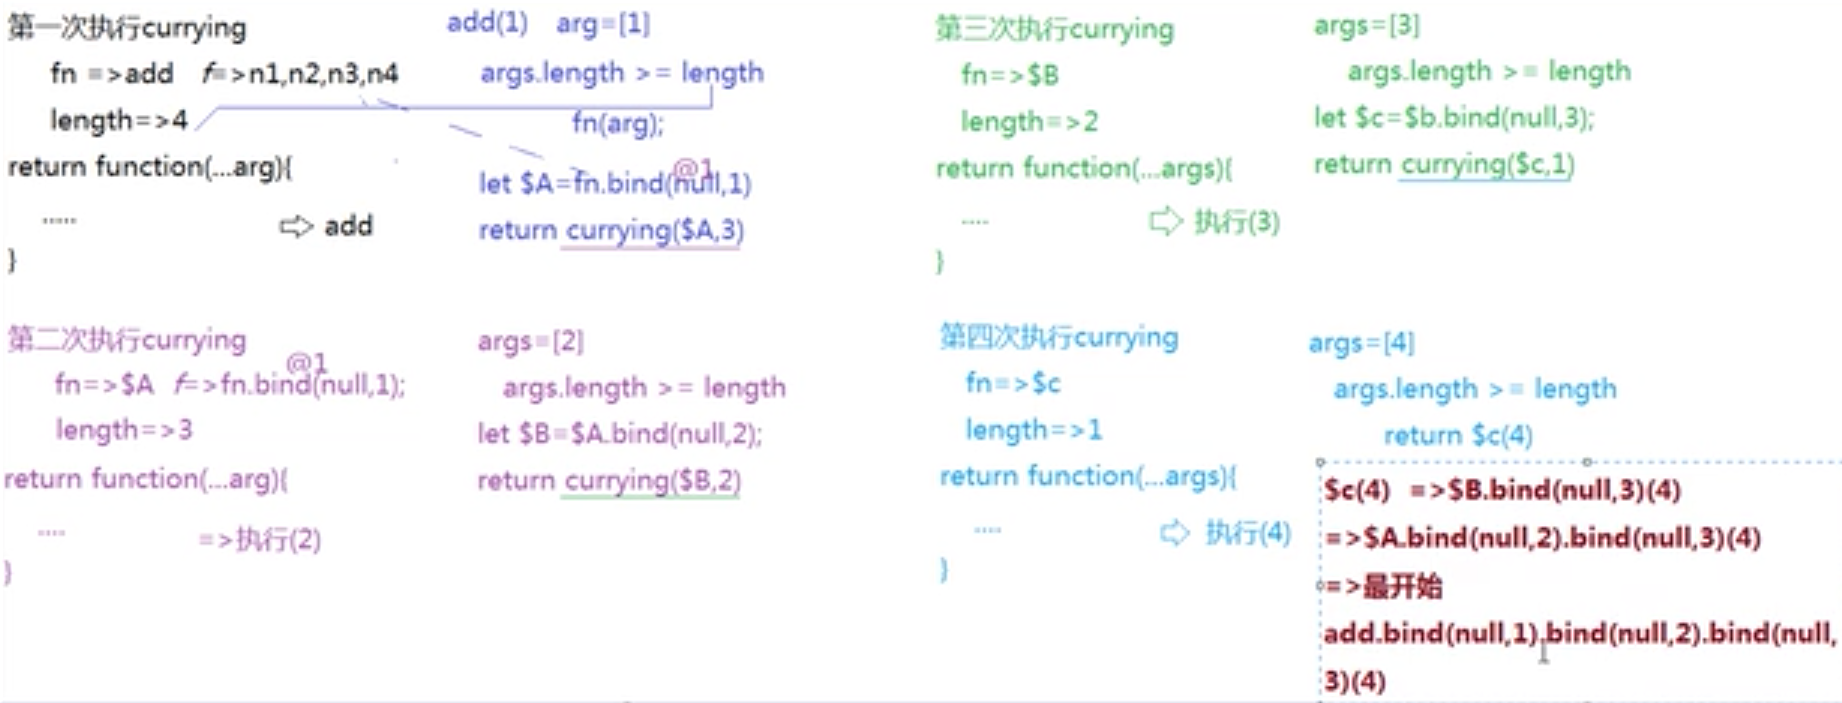 第一次执行currying
fn =>add f=>n1,n2,n3,n4
length=>4
return function(...arg){
.....
⇨ add
}
add(1) arg=[1]
args.length >= length
fn(arg);
@1
let $A=fn.bind(null,1)
return currying($A,3)
第二次执行currying
@1
fn=>$A f=>fn.bind(null,1);
length=>3
return function(...arg){
....
=>执行(2)
}
args=[2]
args.length >= length
let $B=$A.bind(null,2);
return currying($B,2)
第三次执行currying
fn=>$B
length=>2
return function(...args){
....
⇨ 执行(3)
}
args=[3]
args.length >= length
let $c=$b.bind(null,3);
return currying($c,1)
第四次执行currying
fn=>$c
length=>1
return function(...args){
....
⇨ 执行(4)
}
args=[4]
args.length >= length
return $c(4)
$c(4) =>$B.bind(null,3)(4)
=>$A.bind(null,2).bind(null,3)(4)
=>最开始
add.bind(null,1).bind(null,2).bind(null,
3)(4)